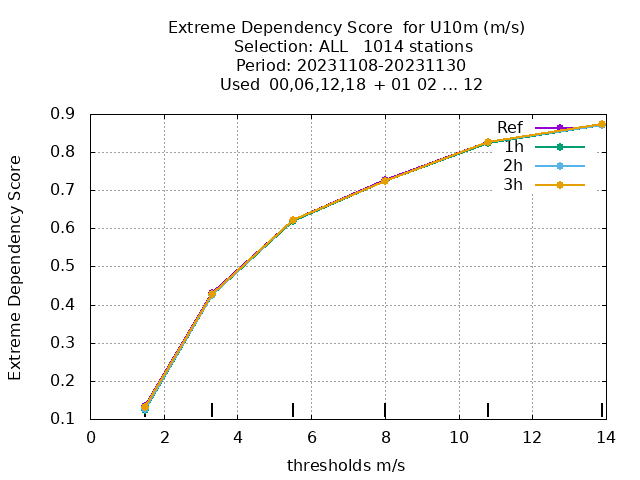 Extreme Dependency Score  for U10m (m/s)
Selection: ALL   1014 stations
Period: 20231108-20231130
Used  00,06,12,18  + 01 02 ... 12
Extreme Dependency Score
0.9
0.8
0.7
0.6
0.5
0.4
0.3
0.2
0.1
Ref
1h
2h
3h
0 2 4 6 8 10 12 14
thresholds m/s